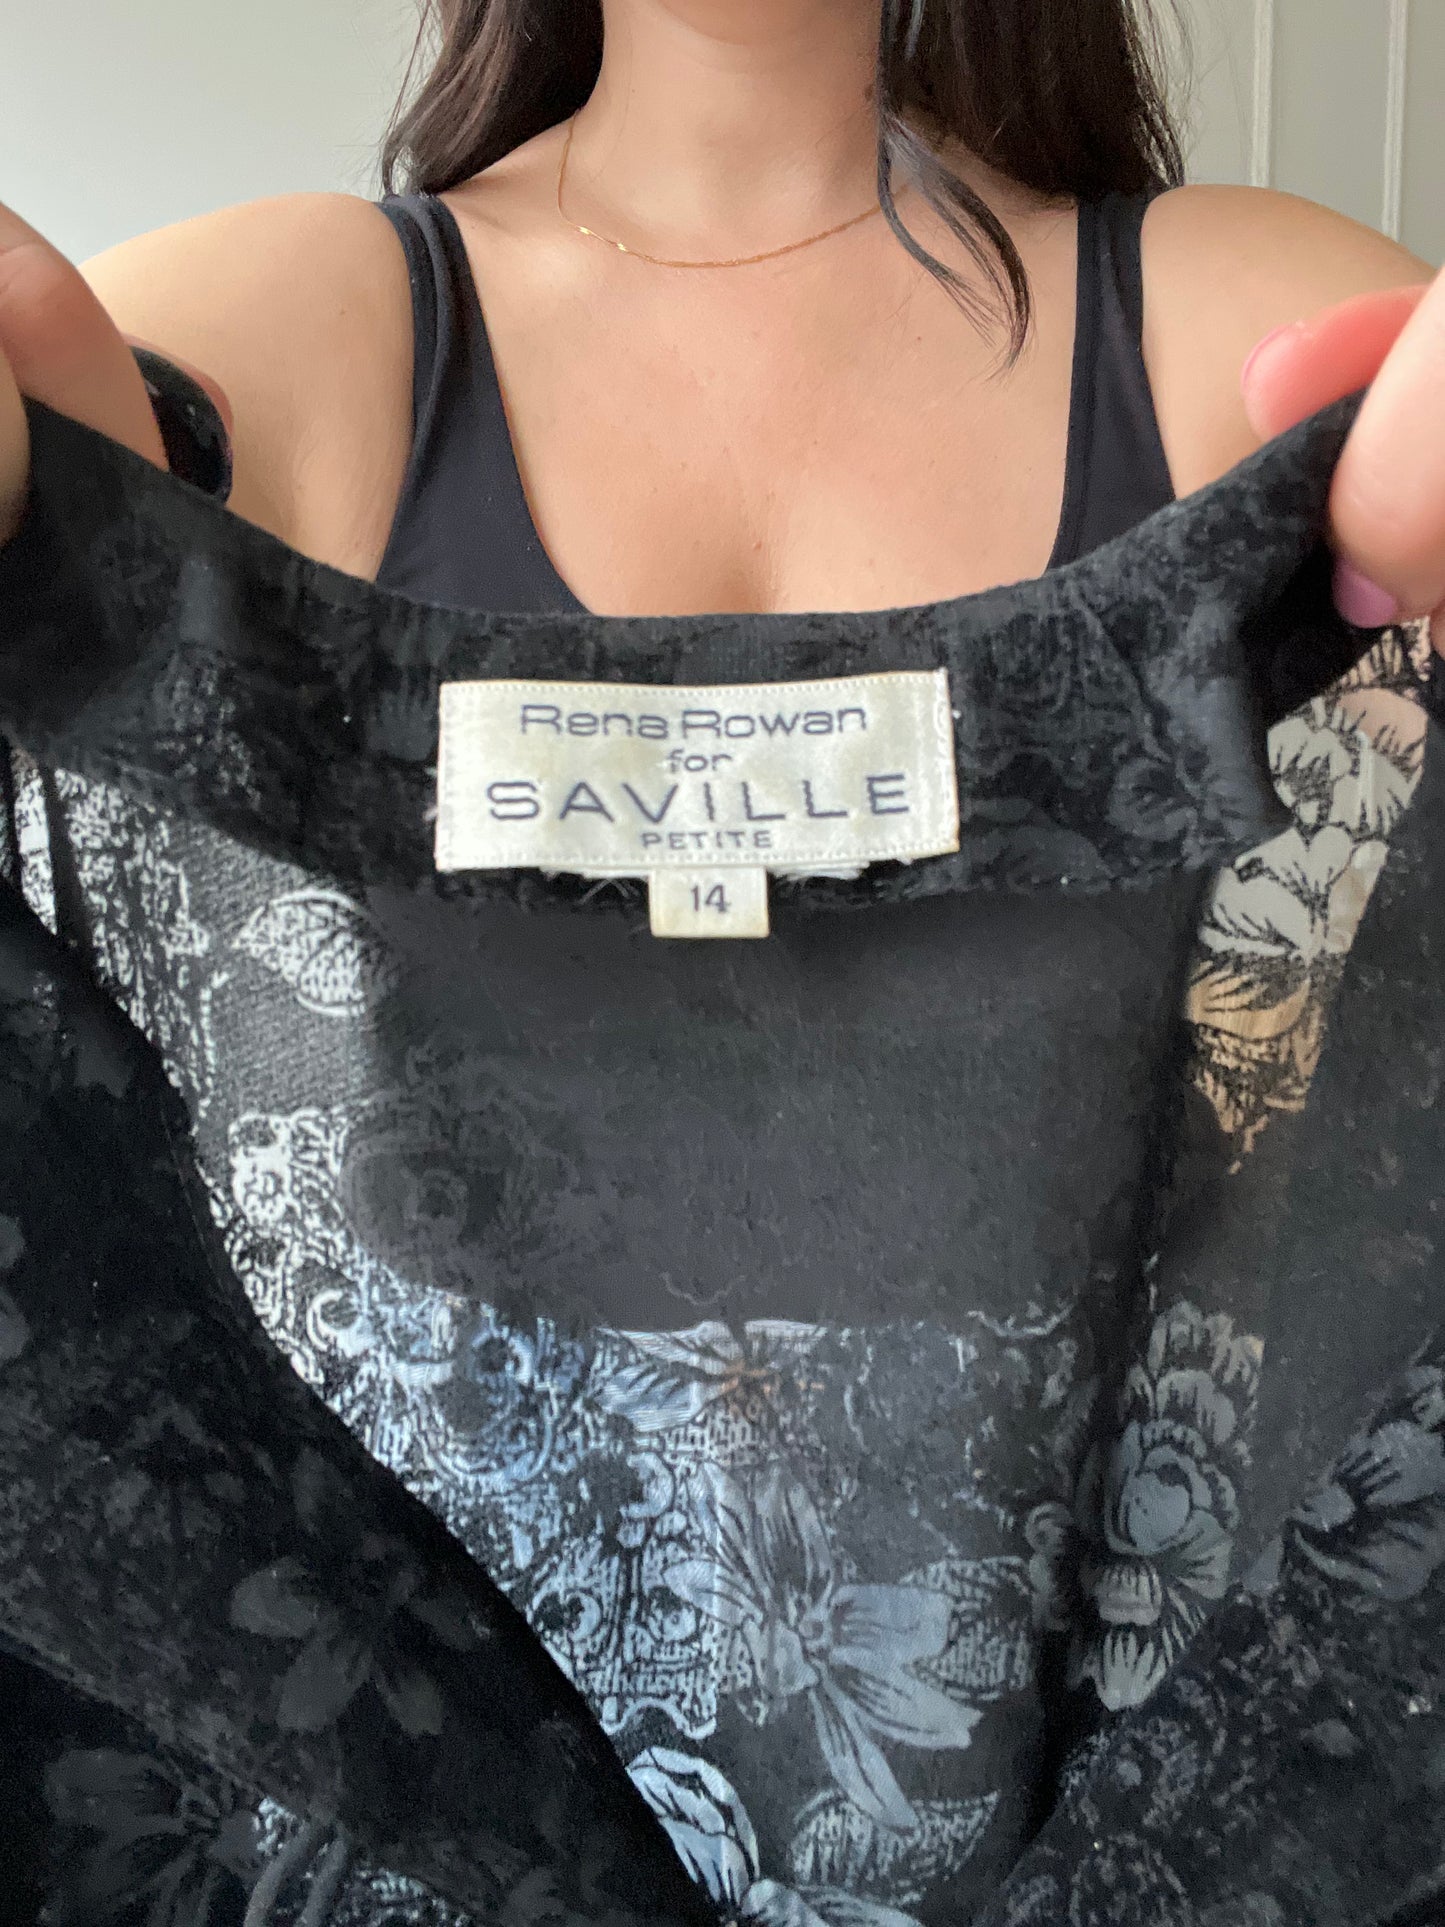 Rena Rowan
for
SAVILLE
PETITE
14